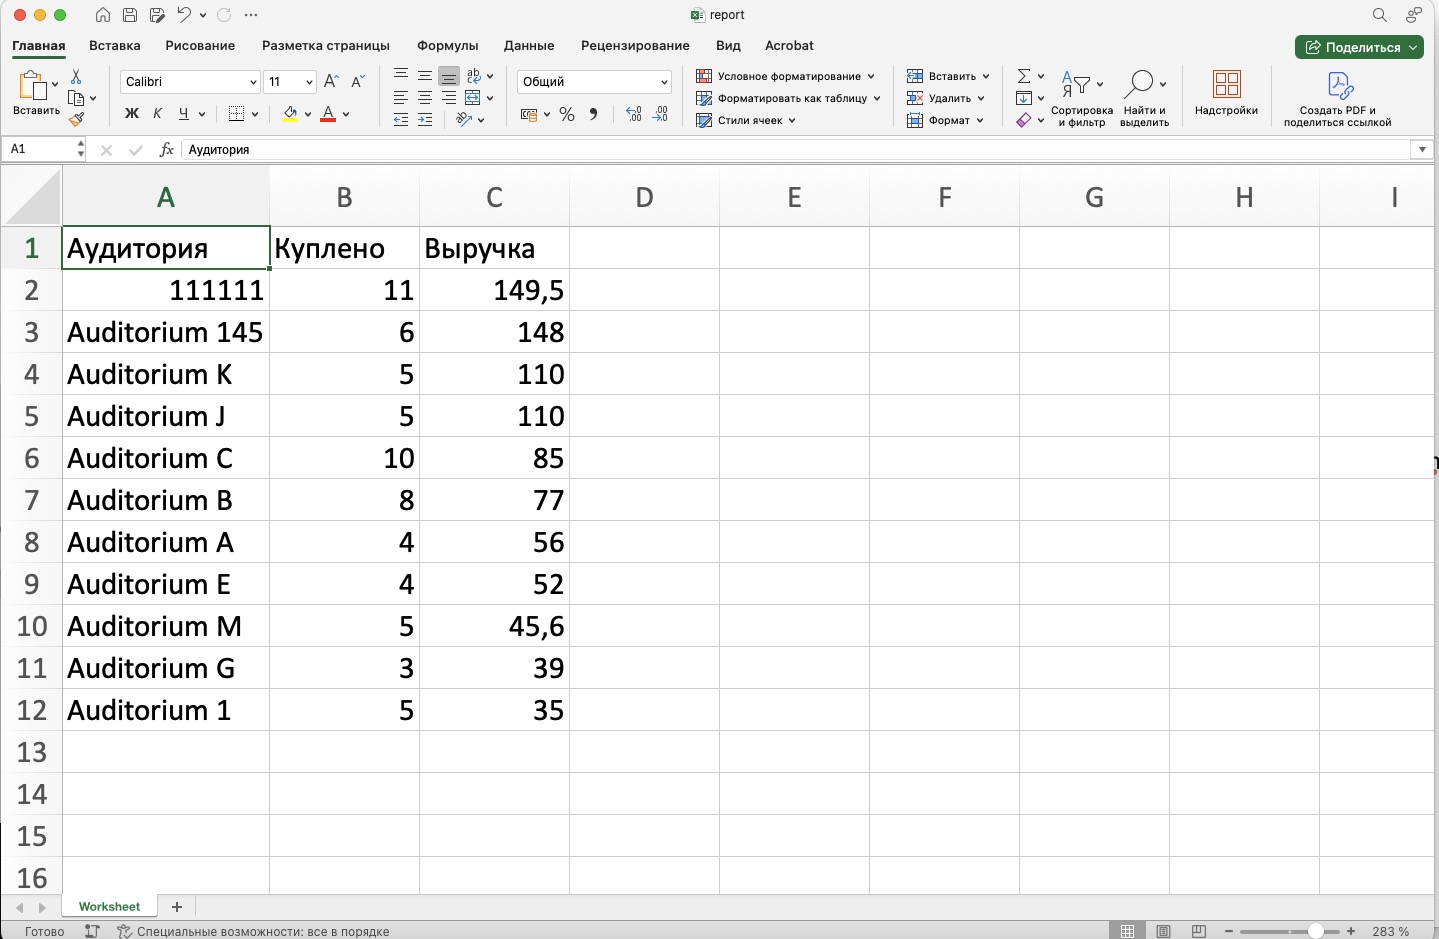 report
Главная Вставка Рисование Разметка страницы Формулы Данные Рецензирование Вид Acrobat Поделиться
Вставить
Calibri 11
Ж К Ч
Общий
Условное форматирование
Форматировать как таблицу
Стили ячеек
Вставить
Удалить
Формат
Сортировка и фильтр
Найти и выделить
Надстройки
Создать PDF и поделиться ссылкой
A1 fx Аудитория
A B C D E F G H I
1 Аудитория Куплено Выручка
2 111111 11 149,5
3 Auditorium 145 6 148
4 Auditorium K 5 110
5 Auditorium J 5 110
6 Auditorium C 10 85
7 Auditorium B 8 77
8 Auditorium A 4 56
9 Auditorium E 4 52
10 Auditorium M 5 45,6
11 Auditorium G 3 39
12 Auditorium 1 5 35
13
14
15
16
Worksheet +
Готово Специальные возможности: все в порядке 283 %